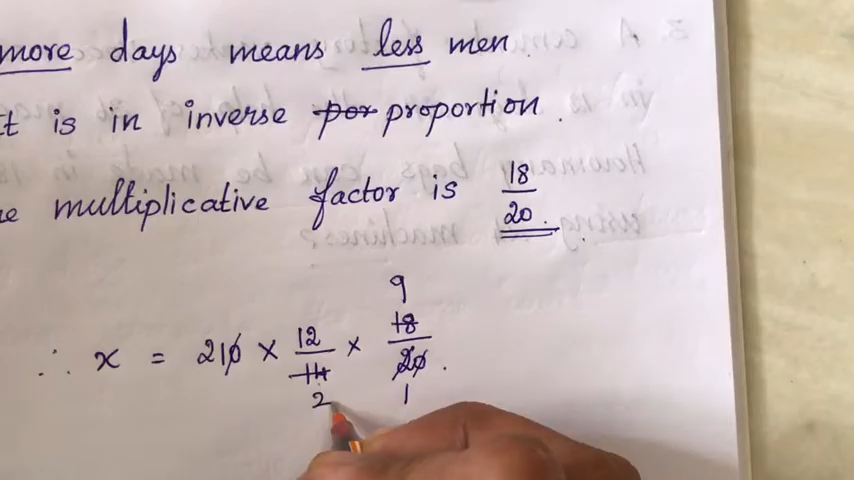 more days means less men.
It is in inverse por proportion.
e multiplicative factor is 18/20.
9
∴ x = 210 × 12/14 × 18/20.
2 1